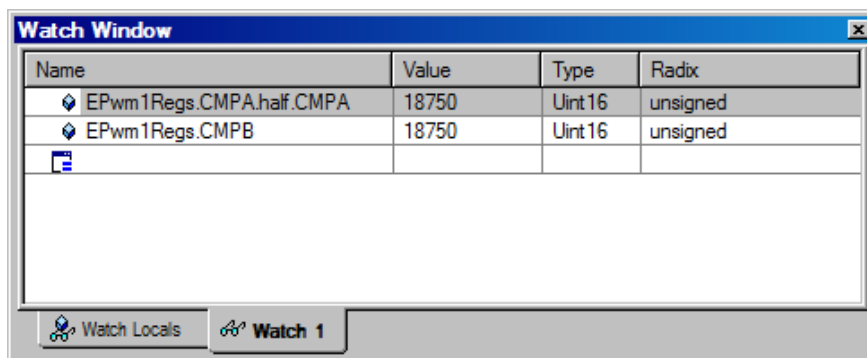 Watch Window
Name Value Type Radix
EPwm1Regs.CMPA.half.CMPA 18750 Uint16 unsigned
EPwm1Regs.CMPB 18750 Uint16 unsigned
Watch Locals Watch 1